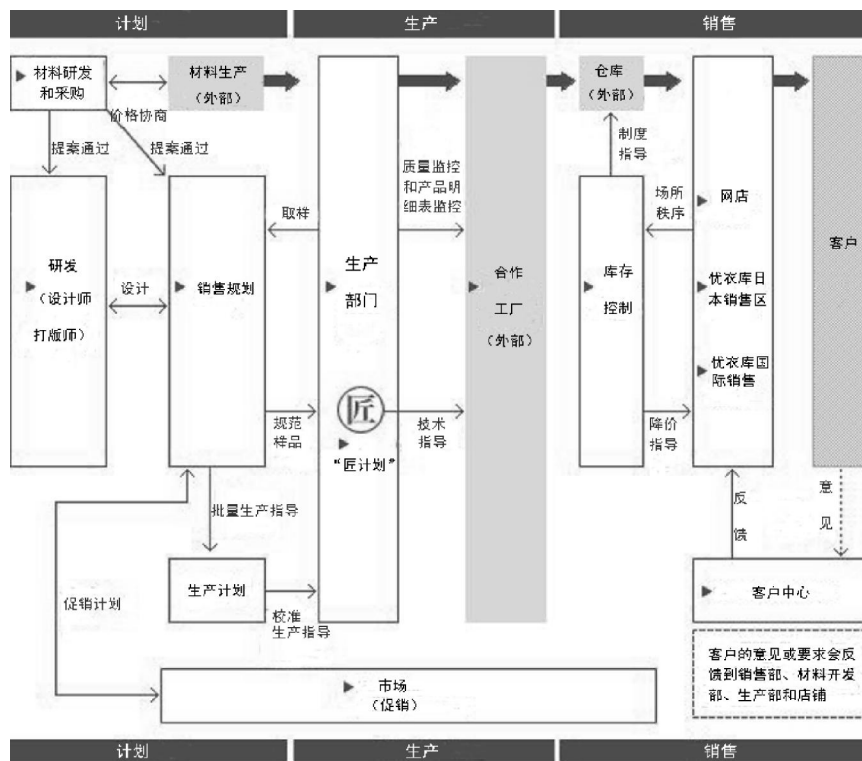 计划
生产
销售
材料研发
和采购
材料生产
（外部）
仓库
（外部）
价格协商
提案通过
提案通过
制度
指导
质量监控
和产品明
细表监控
场所
秩序
网店
取样
客户
研发
（设计师
打版师）
设计
销售规划
生产
部门
合作
工厂
（外部）
库存
控制
优衣库日
本销售区
优衣库国
际销售
匠
规范
样品
技术
指导
降价
指导
“匠计划”
批量生产指导
反
馈
意
见
生产计划
客户中心
促销计划
校准
生产指导
客户的意见或要求会反
馈到销售部、材料开发
部、生产部和店铺
市场
（促销）
计划
生产
销售